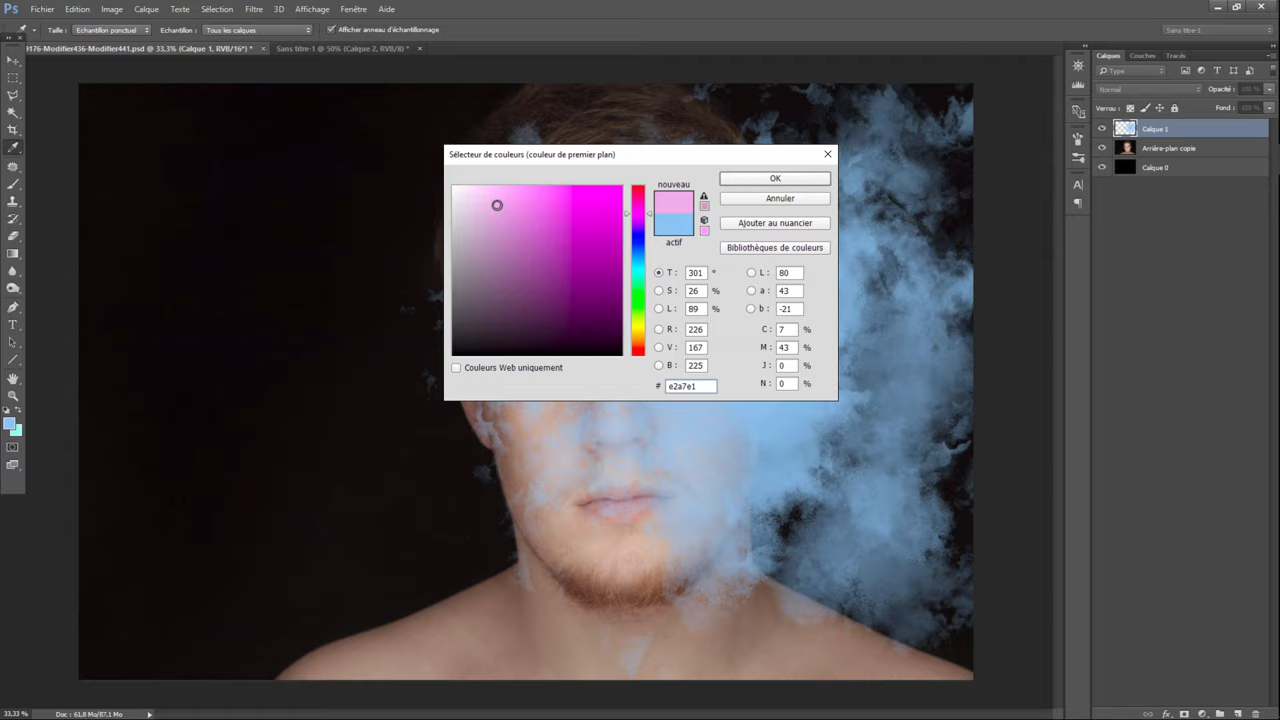 Ps Fichier Edition Image Calque Texte Sélection Filtre 3D Affichage Fenêtre Aide
Taille : Echantillon ponctuel Echantillon : Tous les calques Afficher anneau d'échantillonnage Sans titre-1
0176-Modifier436-Modifier441.psd @ 33,3% (Calque 1, RVB/16*) * × Sans titre-1 @ 50% (Calque 2, RVB/8) * ×
Calques Couches Tracés
Type
Normal Opacité : 100 %
Verrou : Fond : 100 %
Calque 1
Arrière-plan copie
Calque 0
Sélecteur de couleurs (couleur de premier plan)
nouveau
actif
OK
Annuler
Ajouter au nuancier
Bibliothèques de couleurs
T : 301 ° L : 80
S : 26 % a : 43
L : 89 % b : -21
R : 226 C : 7 %
V : 167 M : 43 %
B : 225 J : 0 %
# e2a7e1 N : 0 %
Couleurs Web uniquement
33,33 % Doc : 61,8 Mo/87,1 Mo